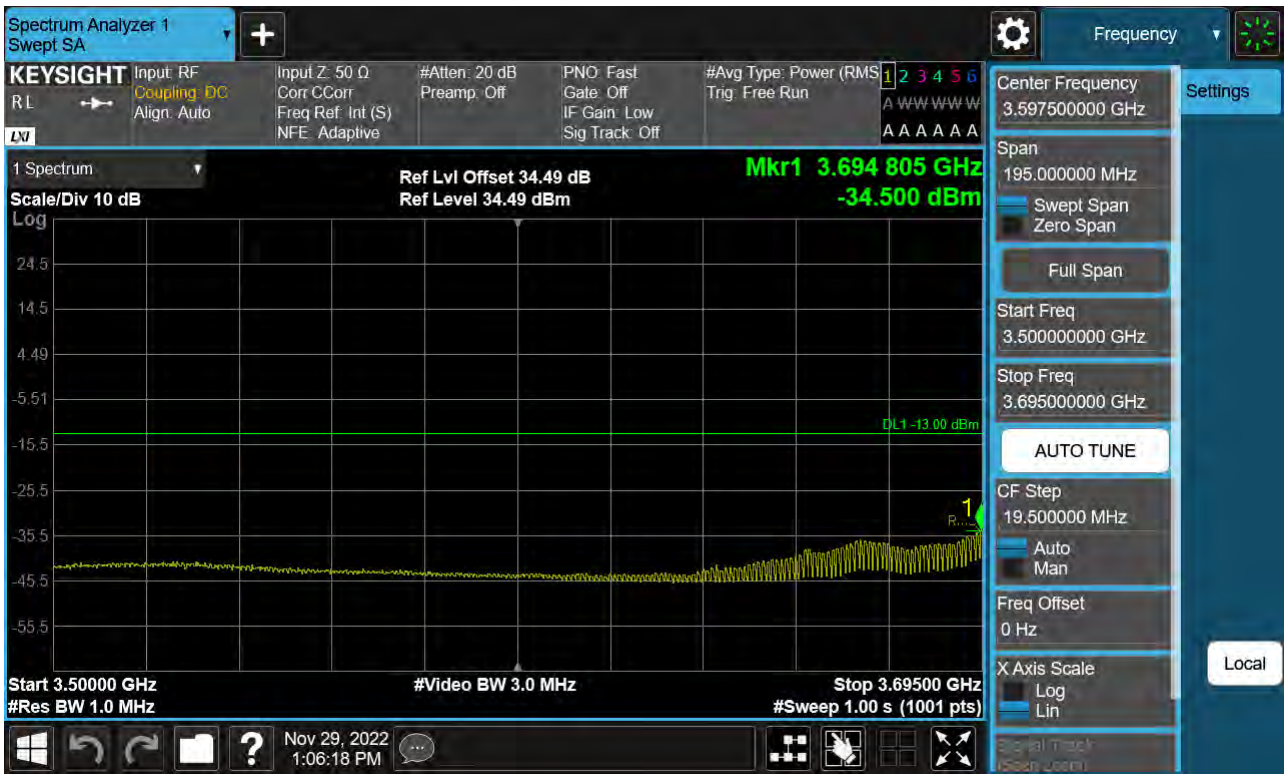 Spectrum Analyzer 1
Swept SA
+
Frequency
KEYSIGHT
RL
LXI
Input: RF
Coupling: DC
Align: Auto
Input Z: 50 Ω
Corr CCorr
Freq Ref: Int (S)
NFE: Adaptive
#Atten: 20 dB
Preamp: Off
PNO: Fast
Gate: Off
IF Gain: Low
Sig Track: Off
#Avg Type: Power (RMS
Trig: Free Run
1 2 3 4 5 6
A W W W W W
A A A A A A
1 Spectrum
Scale/Div 10 dB
Log
Ref Lvl Offset 34.49 dB
Ref Level 34.49 dBm
Mkr1 3.694 805 GHz
-34.500 dBm
24.5
14.5
4.49
-5.51
-15.5
-25.5
-35.5
-45.5
-55.5
DL1 -13.00 dBm
1
Start 3.50000 GHz
#Res BW 1.0 MHz
#Video BW 3.0 MHz
Stop 3.69500 GHz
#Sweep 1.00 s (1001 pts)
Center Frequency
3.597500000 GHz
Settings
Span
195.000000 MHz
Swept Span
Zero Span
Full Span
Start Freq
3.500000000 GHz
Stop Freq
3.695000000 GHz
AUTO TUNE
CF Step
19.500000 MHz
Auto
Man
Freq Offset
0 Hz
X Axis Scale
Log
Lin
Signal Track
(Span Zoom)
Local
?
Nov 29, 2022
1:06:18 PM